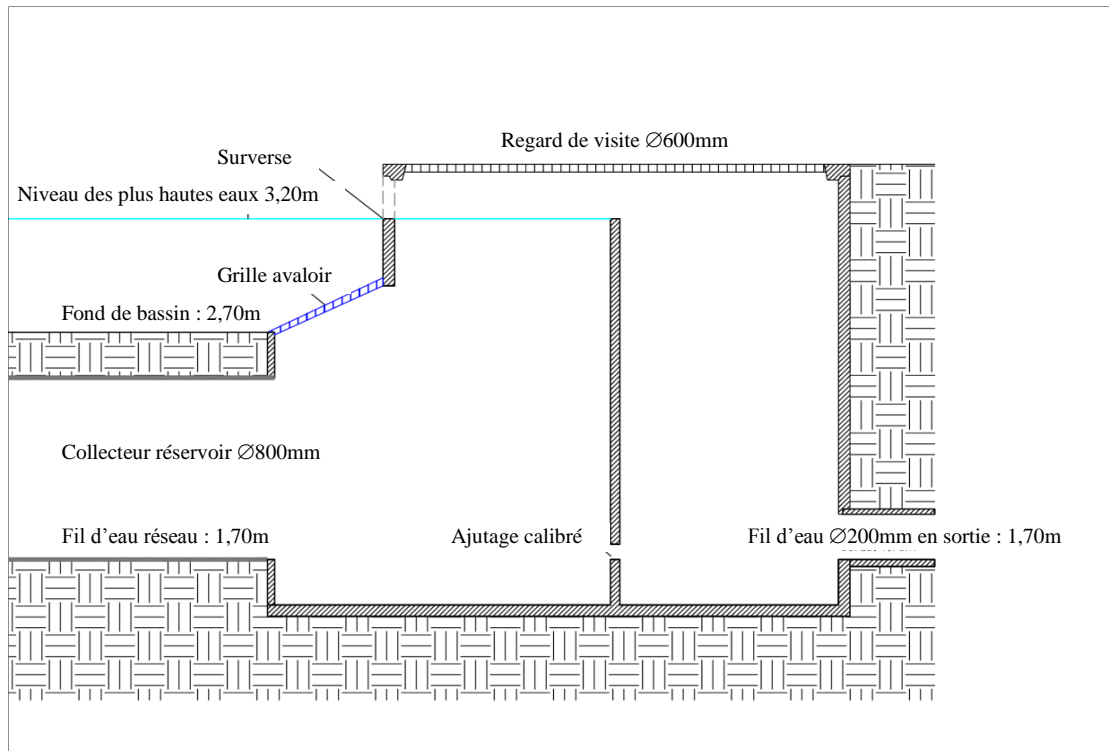 Regard de visite ∅600mm
Surverse
Niveau des plus hautes eaux 3,20m
Grille avaloir
Fond de bassin : 2,70m
Collecteur réservoir ∅800mm
Fil d’eau réseau : 1,70m
Ajutage calibré
Fil d’eau ∅200mm en sortie : 1,70m